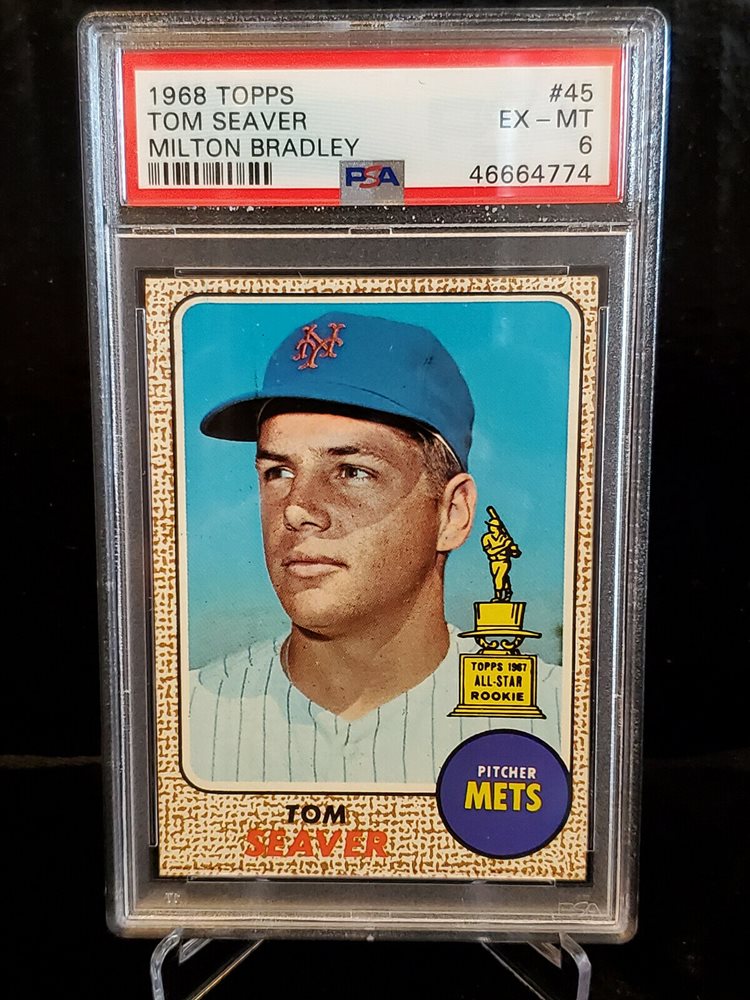 1968 TOPPS #45
TOM SEAVER EX - MT
MILTON BRADLEY 6
PSA 46664774
NY
TOPPS 1967
ALL-STAR
ROOKIE
PITCHER
METS
TOM
SEAVER
PSA